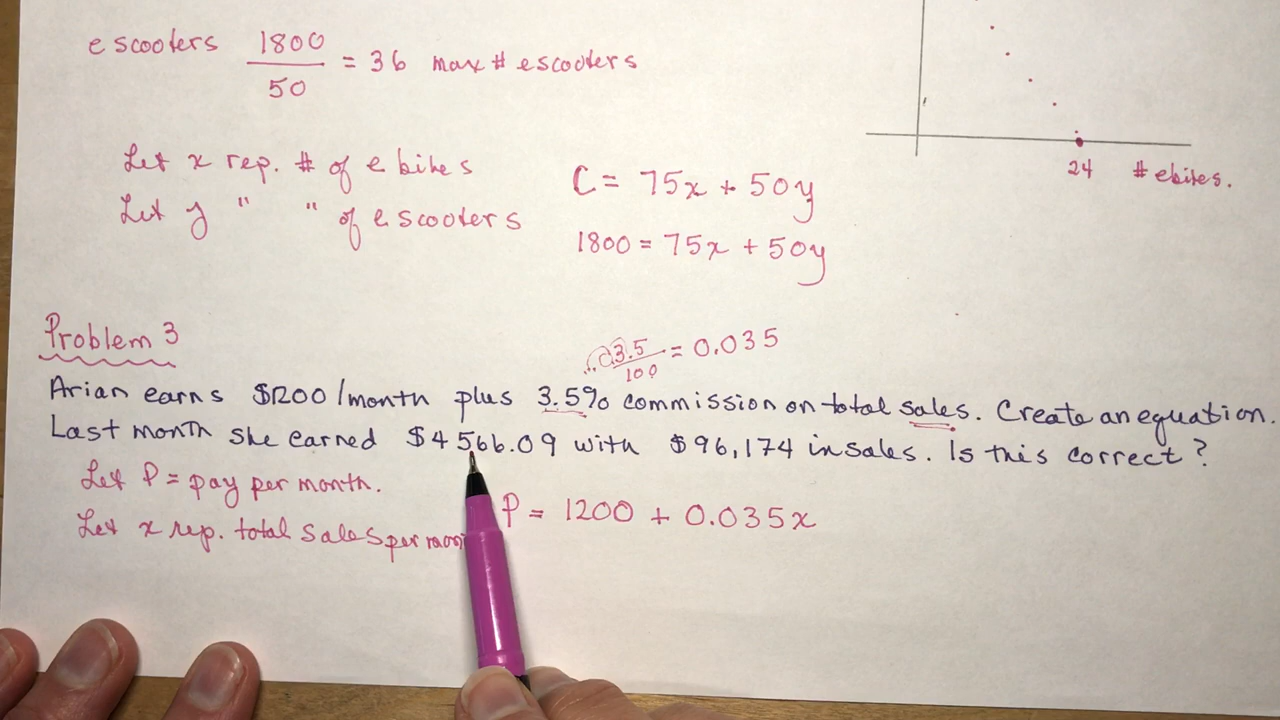 e scooters 1800/50 = 36 max # escooters
24 # ebikes.
Let x rep. # of e bikes
Let y " " of e scooters
C = 75x + 50y
1800 = 75x + 50y
Problem 3
3.5/100 = 0.035
Arian earns $1200/month plus 3.5% commission on total sales. Create an equation.
Last month she earned $4566.09 with $96,174 in sales. Is this correct?
Let P = pay per month.
Let x rep. total sales per
P = 1200 + 0.035x